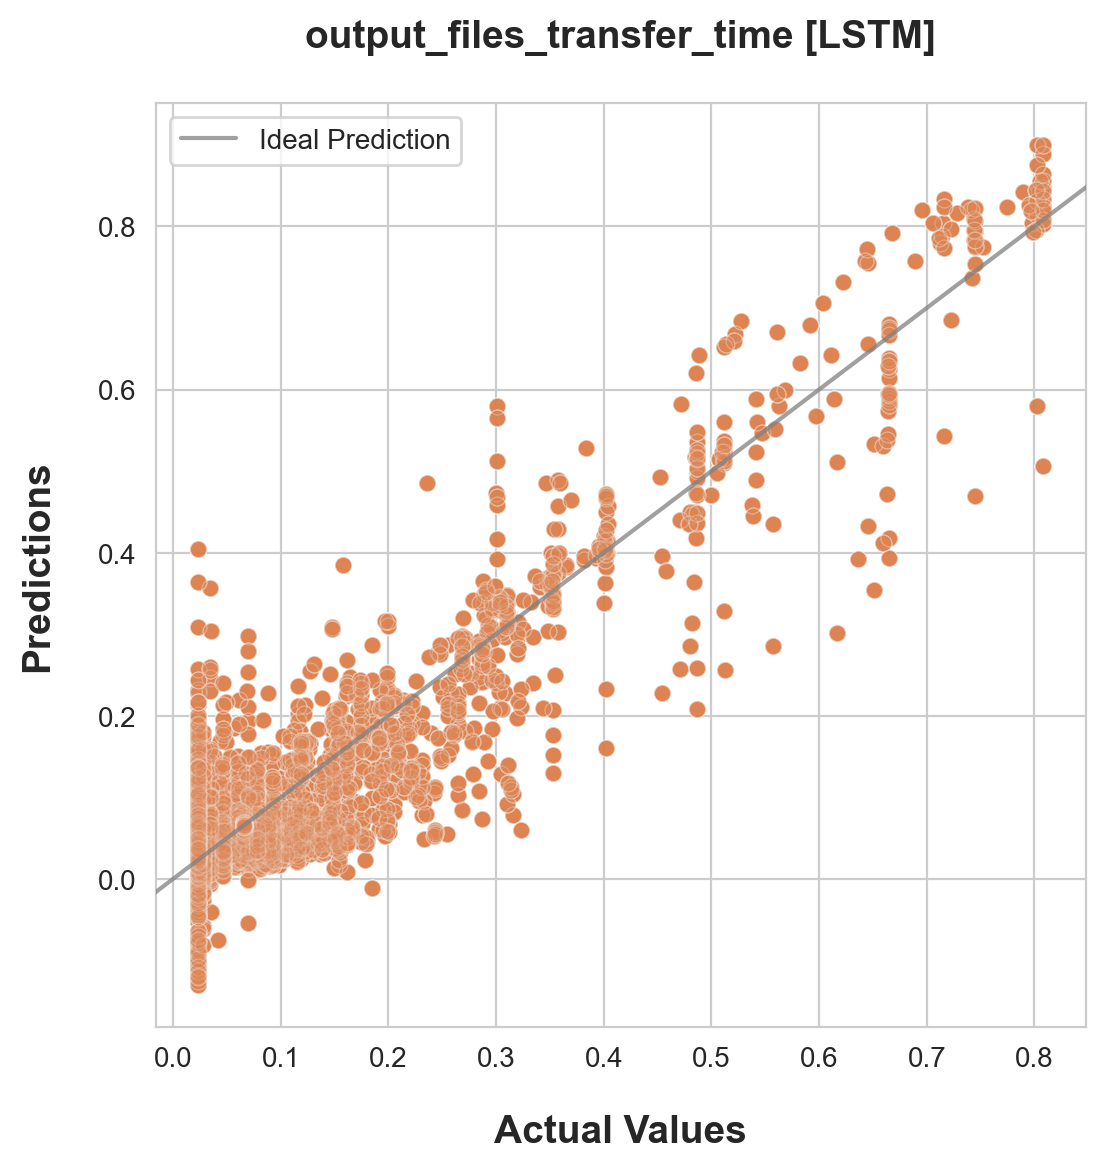 output_files_transfer_time [LSTM]
Ideal Prediction
Predictions
0.8
0.6
0.4
0.2
0.0
0.0 0.1 0.2 0.3 0.4 0.5 0.6 0.7 0.8
Actual Values